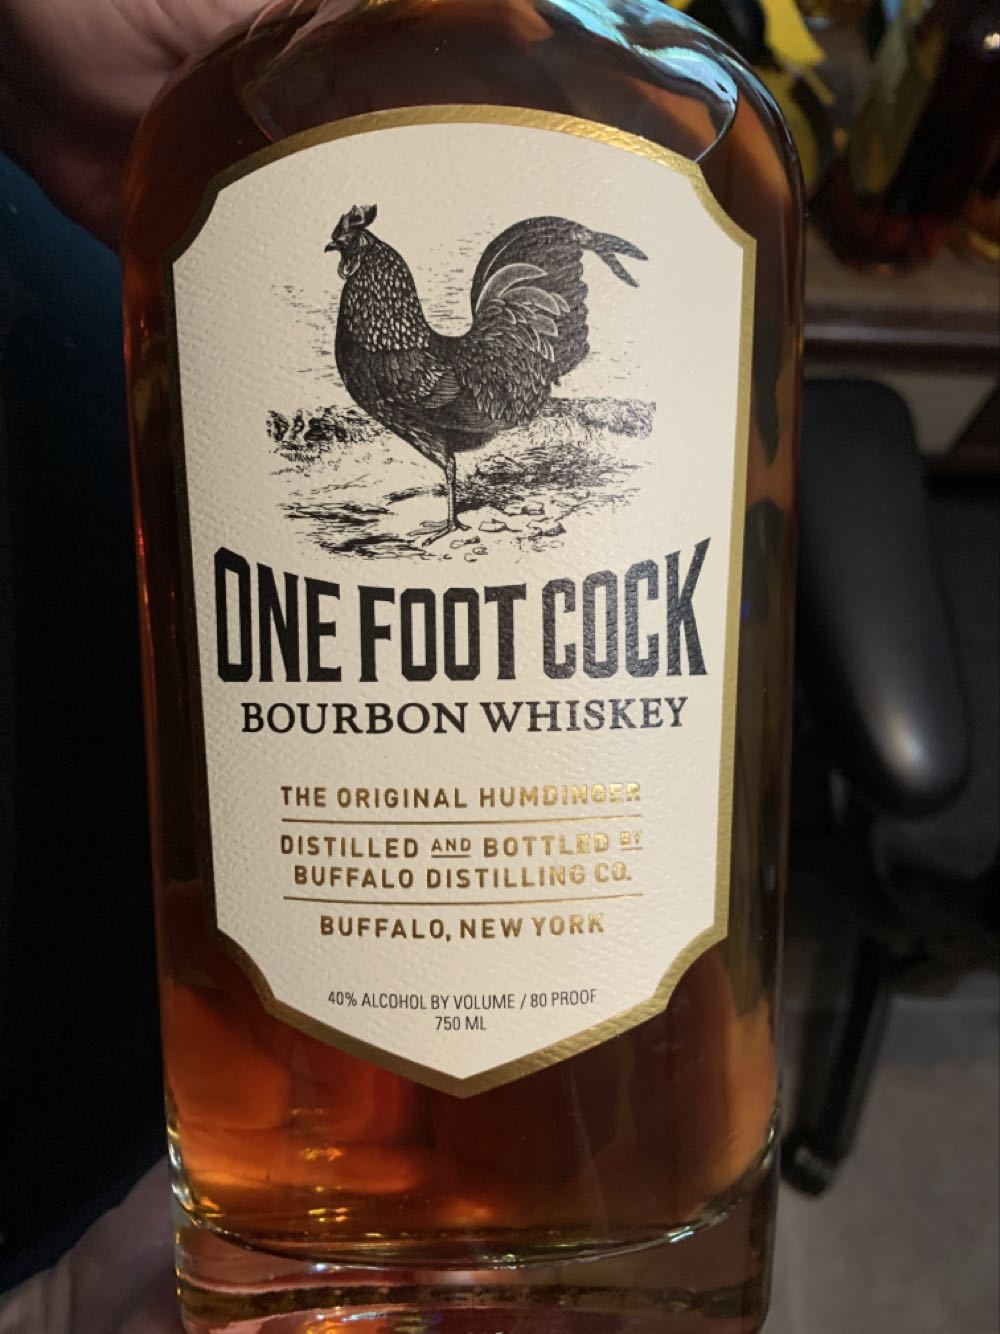 ONE FOOT COCK
BOURBON WHISKEY
THE ORIGINAL HUMDINGER
DISTILLED AND BOTTLED BY
BUFFALO DISTILLING CO.
BUFFALO, NEW YORK
40% ALCOHOL BY VOLUME / 80 PROOF
750 ML